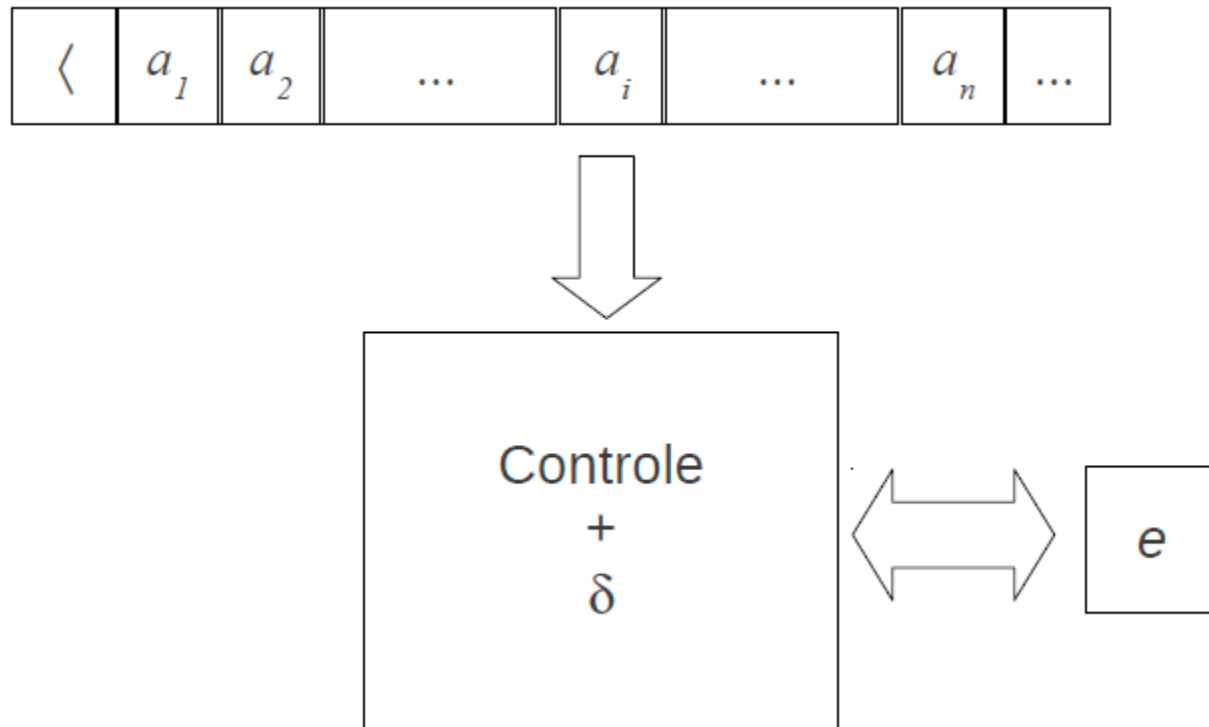 ⟨ a₁ a₂ ... aᵢ ... aₙ ...
Controle
+
δ
e